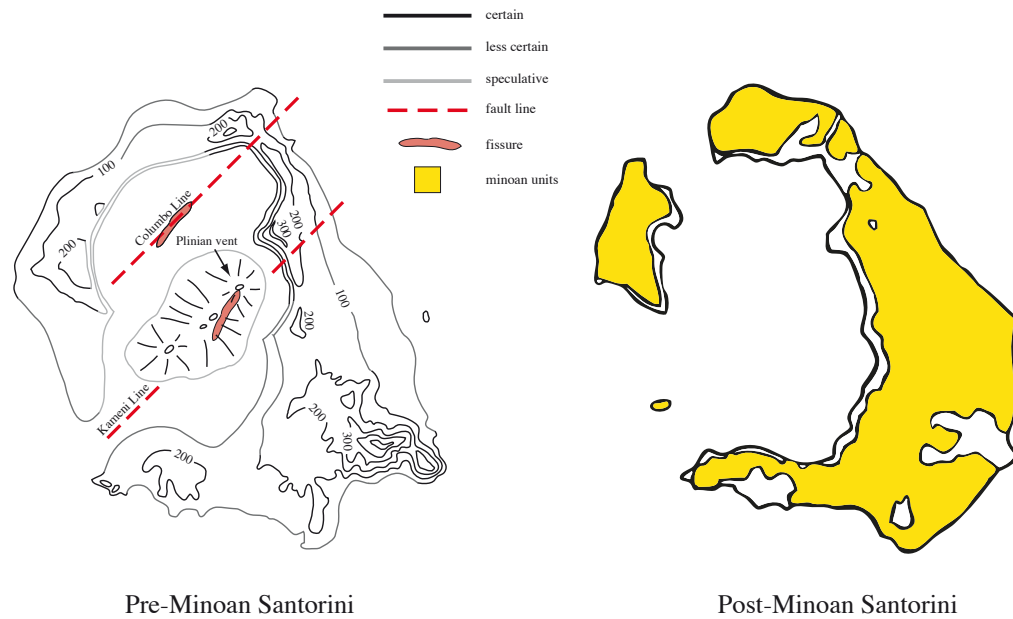 certain
less certain
speculative
fault line
fissure
minoan units
200
100
Columbo Line
200
300
200
Plinian vent
100
200
Kameni Line
200
300
200
Pre-Minoan Santorini
Post-Minoan Santorini